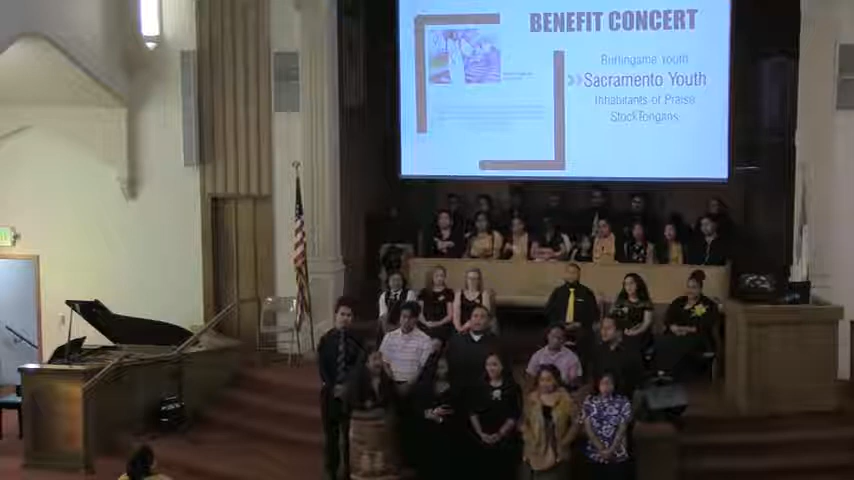 BENEFIT CONCERT
Burlingame Youth
Sacramento Youth
Inhabitants of Praise
StockTongans